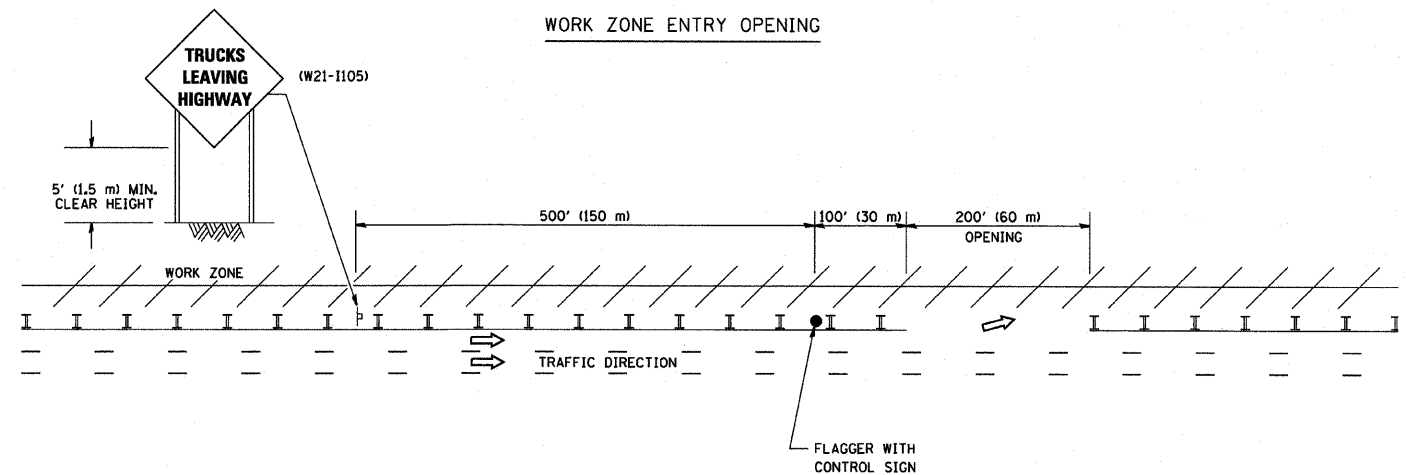 WORK ZONE ENTRY OPENING
TRUCKS
LEAVING
HIGHWAY
(W21-I105)
5' (1.5 m) MIN.
CLEAR HEIGHT
500' (150 m)
100' (30 m)
200' (60 m)
OPENING
WORK ZONE
TRAFFIC DIRECTION
FLAGGER WITH
CONTROL SIGN